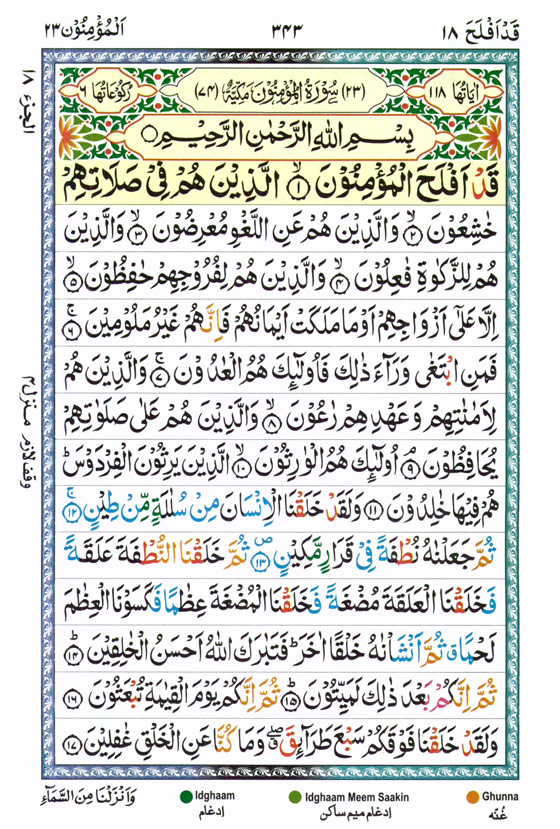 قَدْ اَفْلَحَ ١٨
٣٤٣
اَلْمُؤْمِنُوْن ٢٣
اٰیَاتُهَا ١١٨
(٢٣) سُوْرَةُ الْمُؤْمِنُوْنَ مَكِّيَّةٌ (٧٤)
رُكُوْعَاتُهَا ٦
بِسْمِ اللّٰهِ الرَّحْمٰنِ الرَّحِيْمِ
قَدْ اَفْلَحَ الْمُؤْمِنُوْنَ ۙ‏ ١ الَّذِيْنَ هُمْ فِيْ صَلَاتِهِمْ
خٰشِعُوْنَ ۙ‏ ٢ وَالَّذِيْنَ هُمْ عَنِ اللَّغْوِ مُعْرِضُوْنَ ۙ‏ ٣ وَالَّذِيْنَ
هُمْ لِلزَّكٰوةِ فٰعِلُوْنَ ۙ‏ ٤ وَالَّذِيْنَ هُمْ لِفُرُوْجِهِمْ حٰفِظُوْنَ ۙ‏ ٥
اِلَّا عَلٰٓى اَزْوَاجِهِمْ اَوْ مَا مَلَكَتْ اَيْمَانُهُمْ فَاِنَّهُمْ غَيْرُ مَلُوْمِيْنَ ۚ‏ ٦
فَمَنِ ابْتَغٰى وَرَآءَ ذٰلِكَ فَاُولٰٓئِكَ هُمُ الْعٰدُوْنَ ۚ‏ ٧ وَالَّذِيْنَ هُمْ
لِاَمٰنٰتِهِمْ وَعَهْدِهِمْ رٰعُوْنَ ۙ‏ ٨ وَالَّذِيْنَ هُمْ عَلٰى صَلَوٰتِهِمْ
يُحَافِظُوْنَ ۘ‏ ٩ اُولٰٓئِكَ هُمُ الْوٰرِثُوْنَ ۙ‏ ١٠ الَّذِيْنَ يَرِثُوْنَ الْفِرْدَوْسَ ؕ
هُمْ فِيْهَا خٰلِدُوْنَ ١١ وَلَقَدْ خَلَقْنَا الْاِنْسَانَ مِنْ سُلٰلَةٍ مِّنْ طِيْنٍ ۚ‏ ١٢
ثُمَّ جَعَلْنٰهُ نُطْفَةً فِيْ قَرَارٍ مَّكِيْنٍ ۪‏ ١٣ ثُمَّ خَلَقْنَا النُّطْفَةَ عَلَقَةً
فَخَلَقْنَا الْعَلَقَةَ مُضْغَةً فَخَلَقْنَا الْمُضْغَةَ عِظٰمًا فَكَسَوْنَا الْعِظٰمَ
لَحْمًا ۗ ثُمَّ اَنْشَاْنٰهُ خَلْقًا اٰخَرَ ؕ فَتَبٰرَكَ اللّٰهُ اَحْسَنُ الْخٰلِقِيْنَ ؕ‏ ١٤
ثُمَّ اِنَّكُمْ بَعْدَ ذٰلِكَ لَمَيِّتُوْنَ ؕ‏ ١٥ ثُمَّ اِنَّكُمْ يَوْمَ الْقِيٰمَةِ تُبْعَثُوْنَ ١٦
وَلَقَدْ خَلَقْنَا فَوْقَكُمْ سَبْعَ طَرَآئِقَ ۖ وَمَا كُنَّا عَنِ الْخَلْقِ غٰفِلِيْنَ ١٧
الجزء ١٨
منزل ٤
وقف لازم
Ghunna
غُنّه
Idghaam Meem Saakin
إدغام ميم ساكن
Idghaam
إدغام
وَاَنْزَلْنَا مِنَ السَّمَآءِ